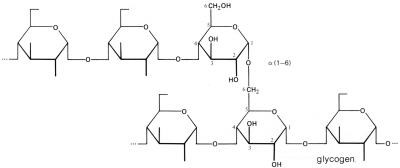 6 CH₂OH
O O 5 O
4 OH 1 α (1–6)
... O O 3 2
HO O
6 CH₂
O 5 O O
4 OH 1
... O O 3 2 O O ...
OH glycogen